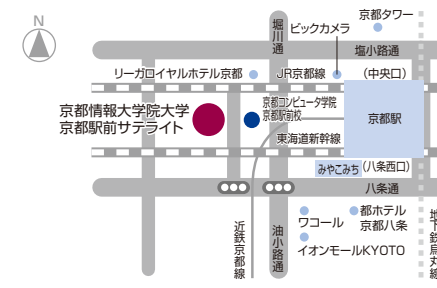 N
京都タワー
堀川通
ビックカメラ
塩小路通
リーガロイヤルホテル京都
JR京都線
(中央口)
京都情報大学院大学
京都駅前サテライト
京都コンピュータ学院
京都駅前校
京都駅
東海道新幹線
みやこみち
(八条西口)
八条通
近鉄京都線
油小路通
ワコール
都ホテル
京都八条
イオンモールKYOTO
地下鉄烏丸線